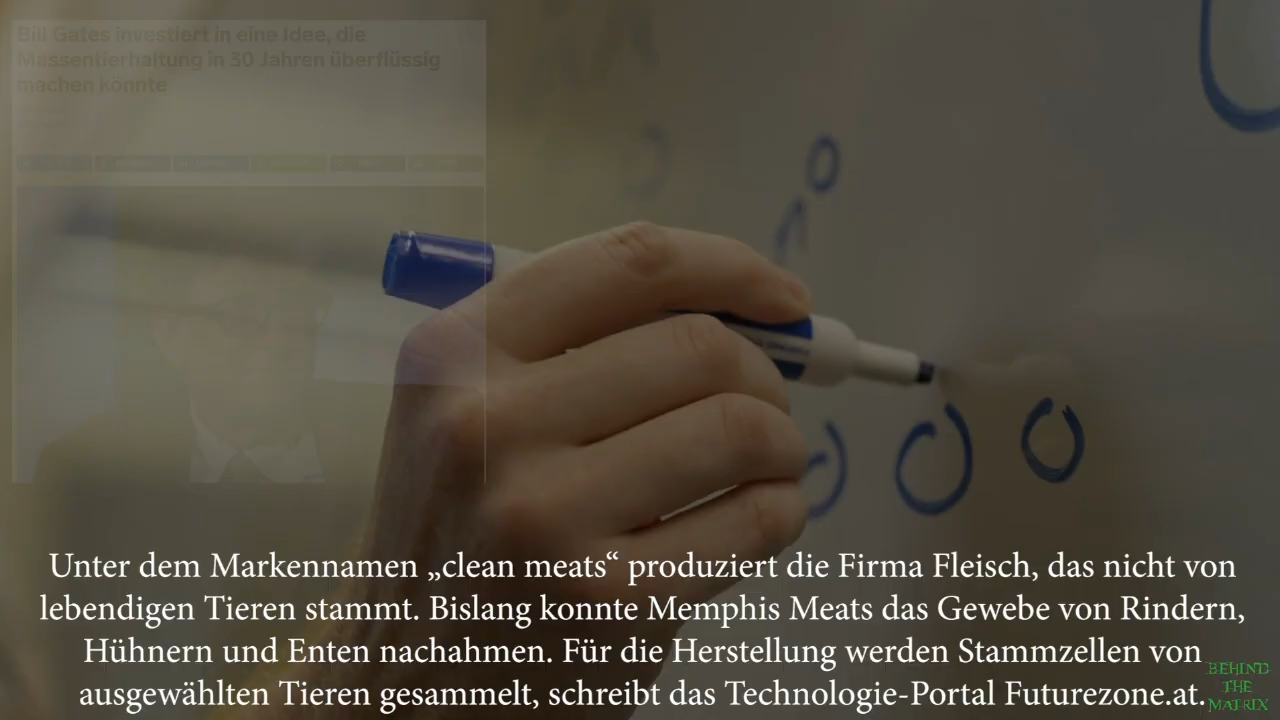 Bill Gates investiert in eine Idee, die
Massentierhaltung in 30 Jahren überflüssig
machen könnte
Unter dem Markennamen „clean meats“ produziert die Firma Fleisch, das nicht von
lebendigen Tieren stammt. Bislang konnte Memphis Meats das Gewebe von Rindern,
Hühnern und Enten nachahmen. Für die Herstellung werden Stammzellen von
ausgewählten Tieren gesammelt, schreibt das Technologie-Portal Futurezone.at.
BEHIND
THE
MATRIX